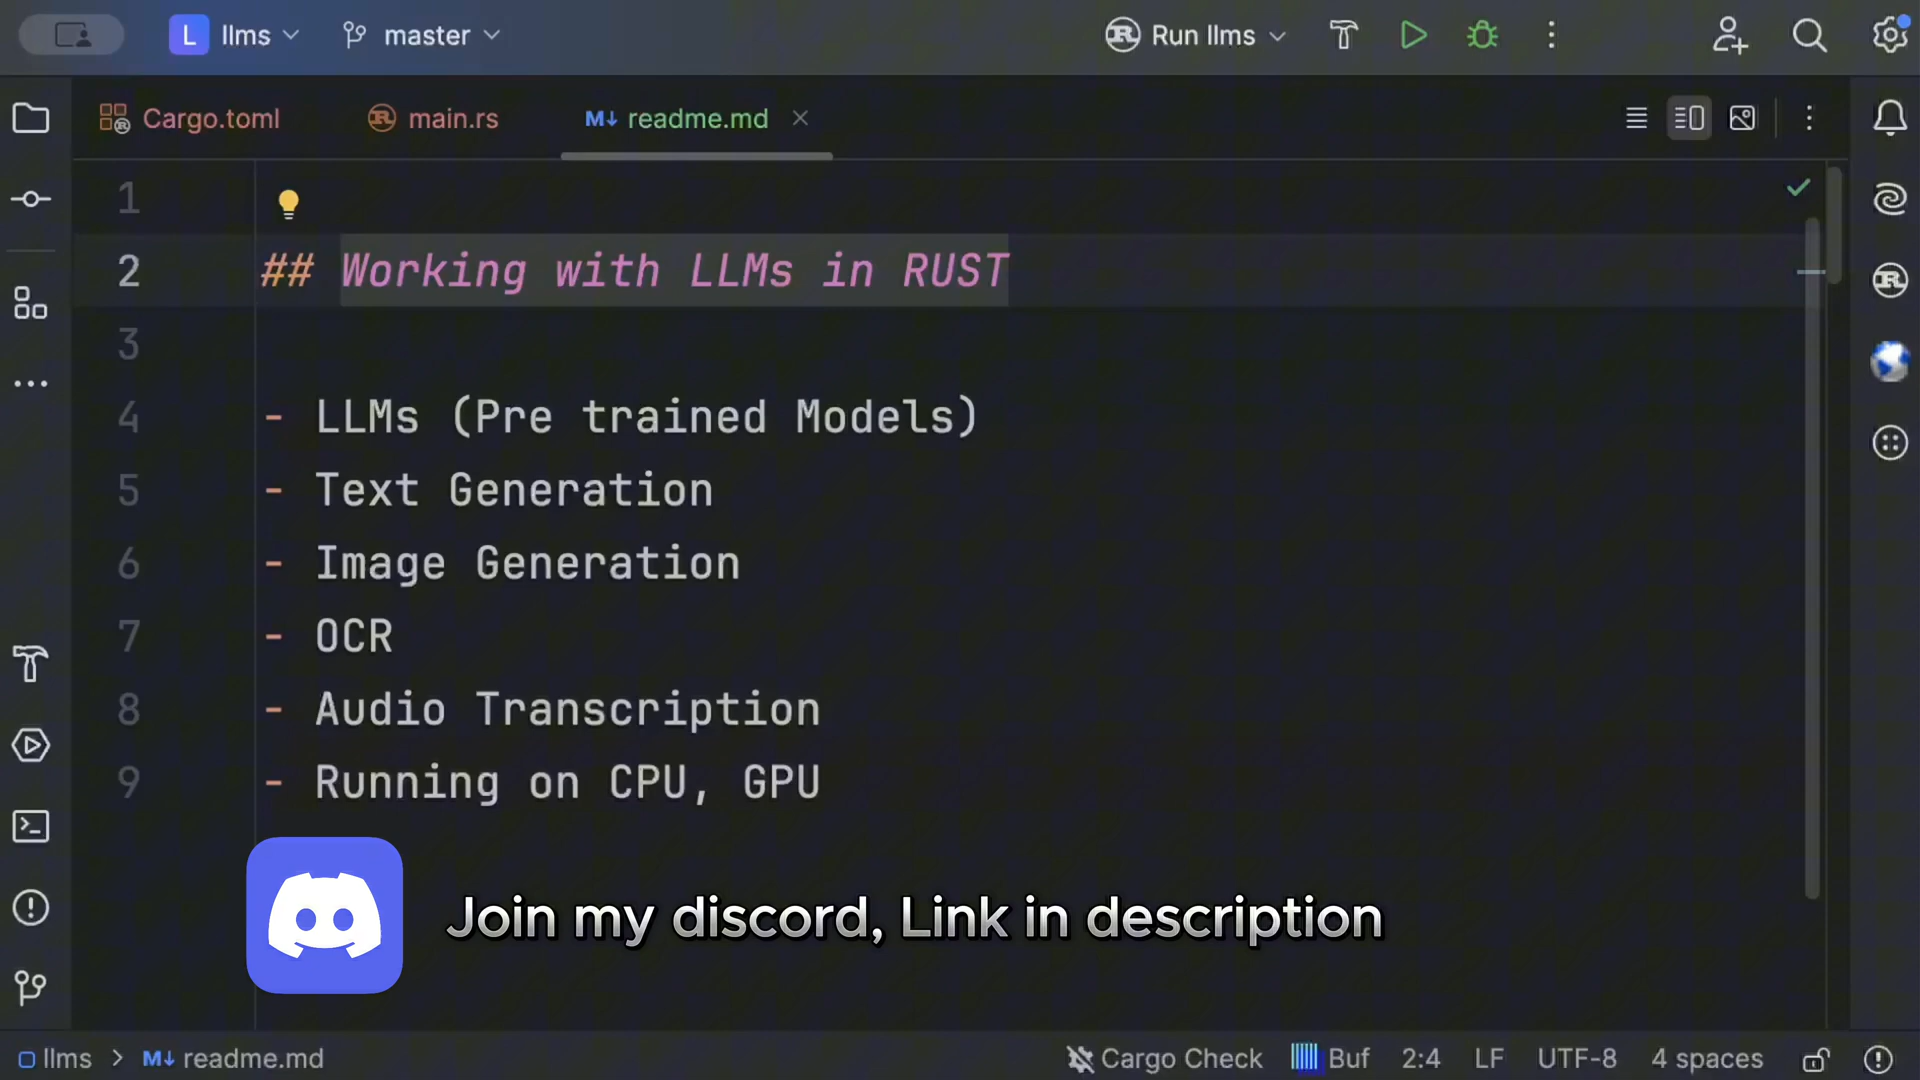 L llms master Run llms
Cargo.toml main.rs M↓ readme.md
1
2 ## Working with LLMs in RUST
3
4 - LLMs (Pre trained Models)
5 - Text Generation
6 - Image Generation
7 - OCR
8 - Audio Transcription
9 - Running on CPU, GPU
Join my discord, Link in description
llms > M↓ readme.md Cargo Check Buf 2:4 LF UTF-8 4 spaces